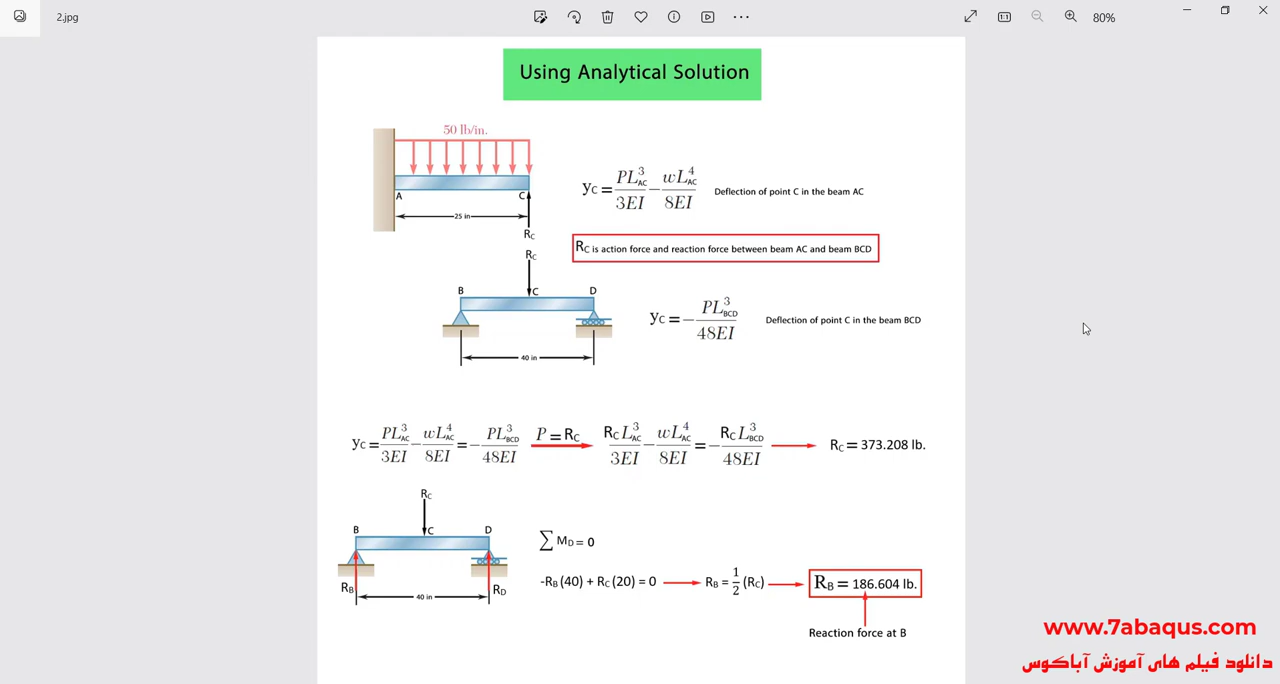 2.jpg
80%
Using Analytical Solution
50 lb/in.
A
C
25 in
RC
yC = PL³AC/3EI − wL⁴AC/8EI Deflection of point C in the beam AC
RC is action force and reaction force between beam AC and beam BCD
RC
B
C
D
40 in
yC = − PL³BCD/48EI Deflection of point C in the beam BCD
yC = PL³AC/3EI − wL⁴AC/8EI = − PL³BCD/48EI P = RC RC L³AC/3EI − wL⁴AC/8EI = − RC L³BCD/48EI RC = 373.208 lb.
RC
B
C
D
RB
RD
40 in
∑ MD = 0
-RB (40) + RC (20) = 0 RB = 1/2 (RC) RB = 186.604 lb.
Reaction force at B
www.7abaqus.com
دانلود فیلم های آموزش آباکوس